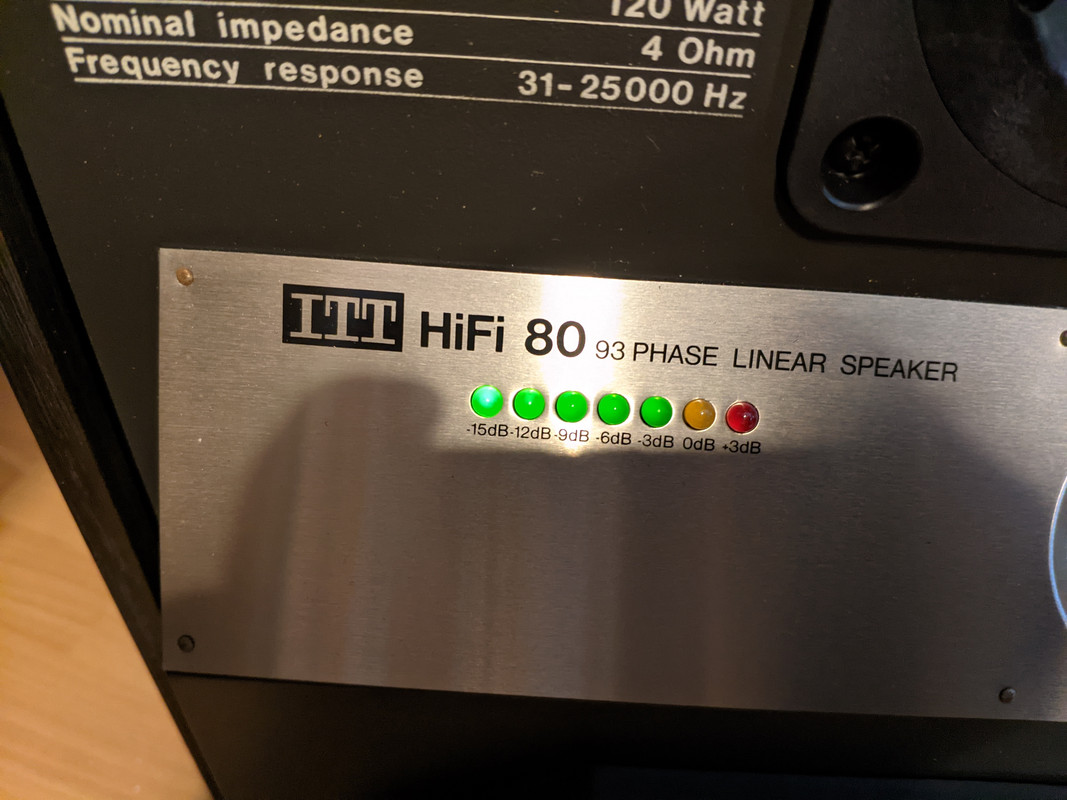 120 Watt
Nominal impedance 4 Ohm
Frequency response 31-25000 Hz
ITT HiFi 80 93 PHASE LINEAR SPEAKER
-15dB -12dB -9dB -6dB -3dB 0dB +3dB